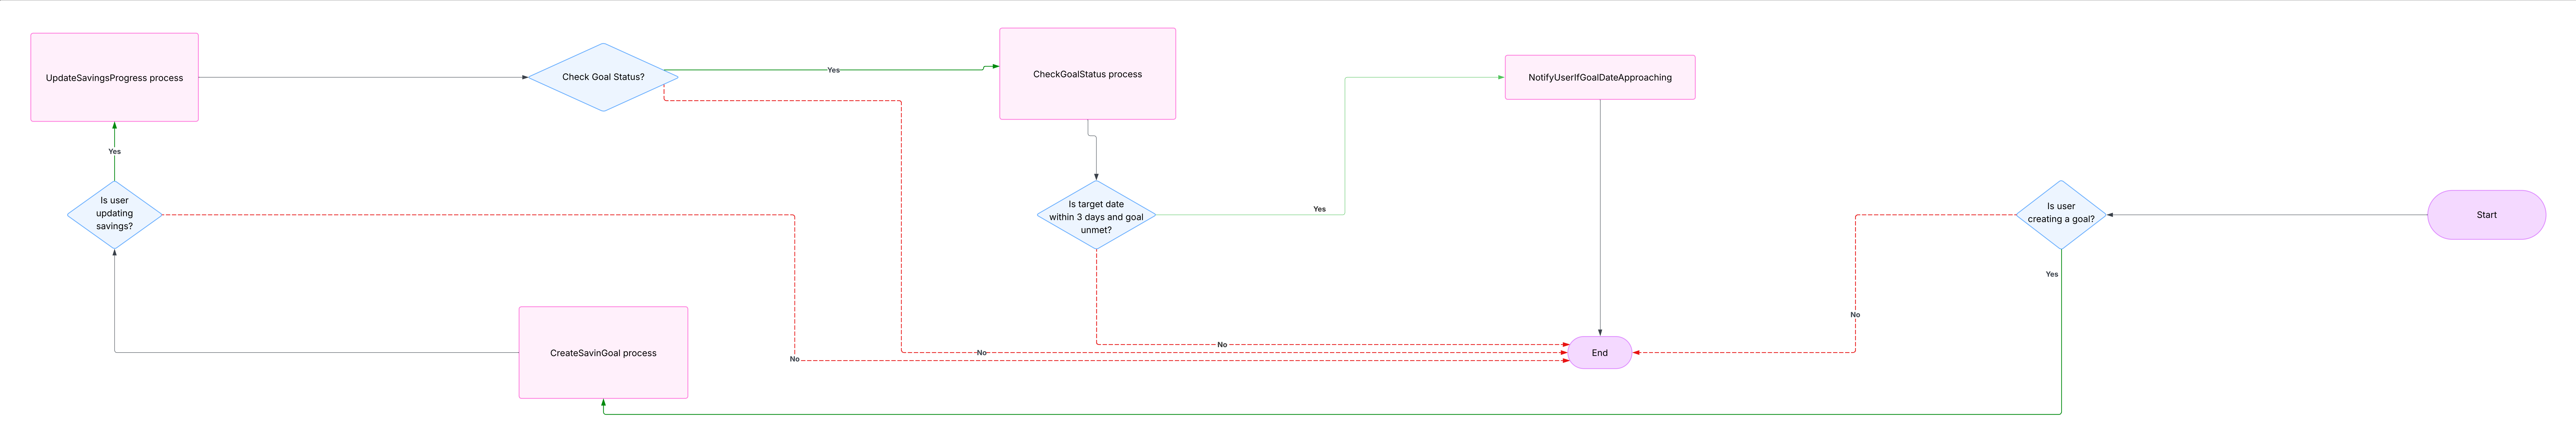 UpdateSavingsProgress process
Check Goal Status?
Yes
CheckGoalStatus process
NotifyUserIfGoalDateApproaching
Yes
Is user
updating
savings?
Is target date
within 3 days and goal
unmet?
Yes
Is user
creating a goal?
Start
Yes
No
CreateSavinGoal process
No
No
No
End